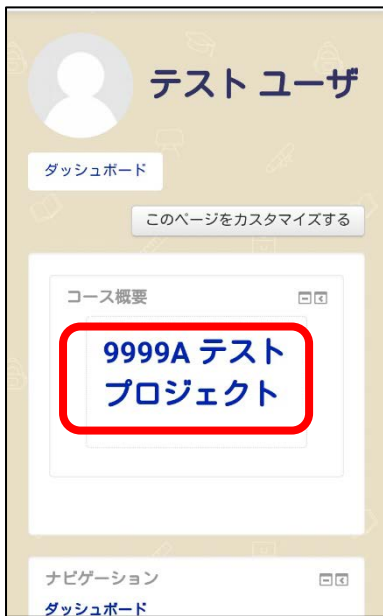 テスト ユーザ
ダッシュボード
このページをカスタマイズする
コース概要
9999A テスト
プロジェクト
ナビゲーション
ダッシュボード